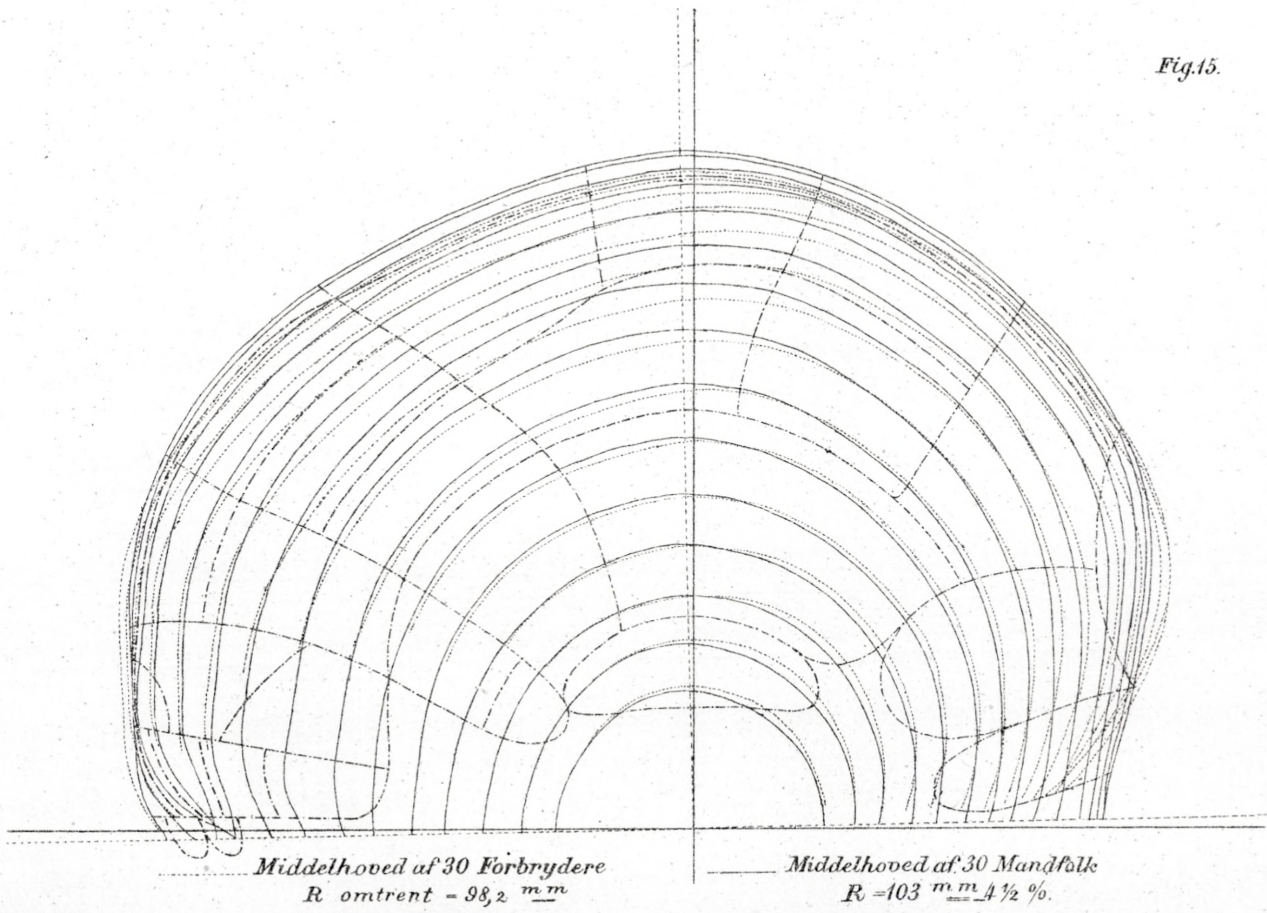 Fig.15.
Middelhoved af 30 Forbrydere
R omtrent = 98,2 mm
Middelhoved af 30 Mandfolk
R =103 mm 4½ %.